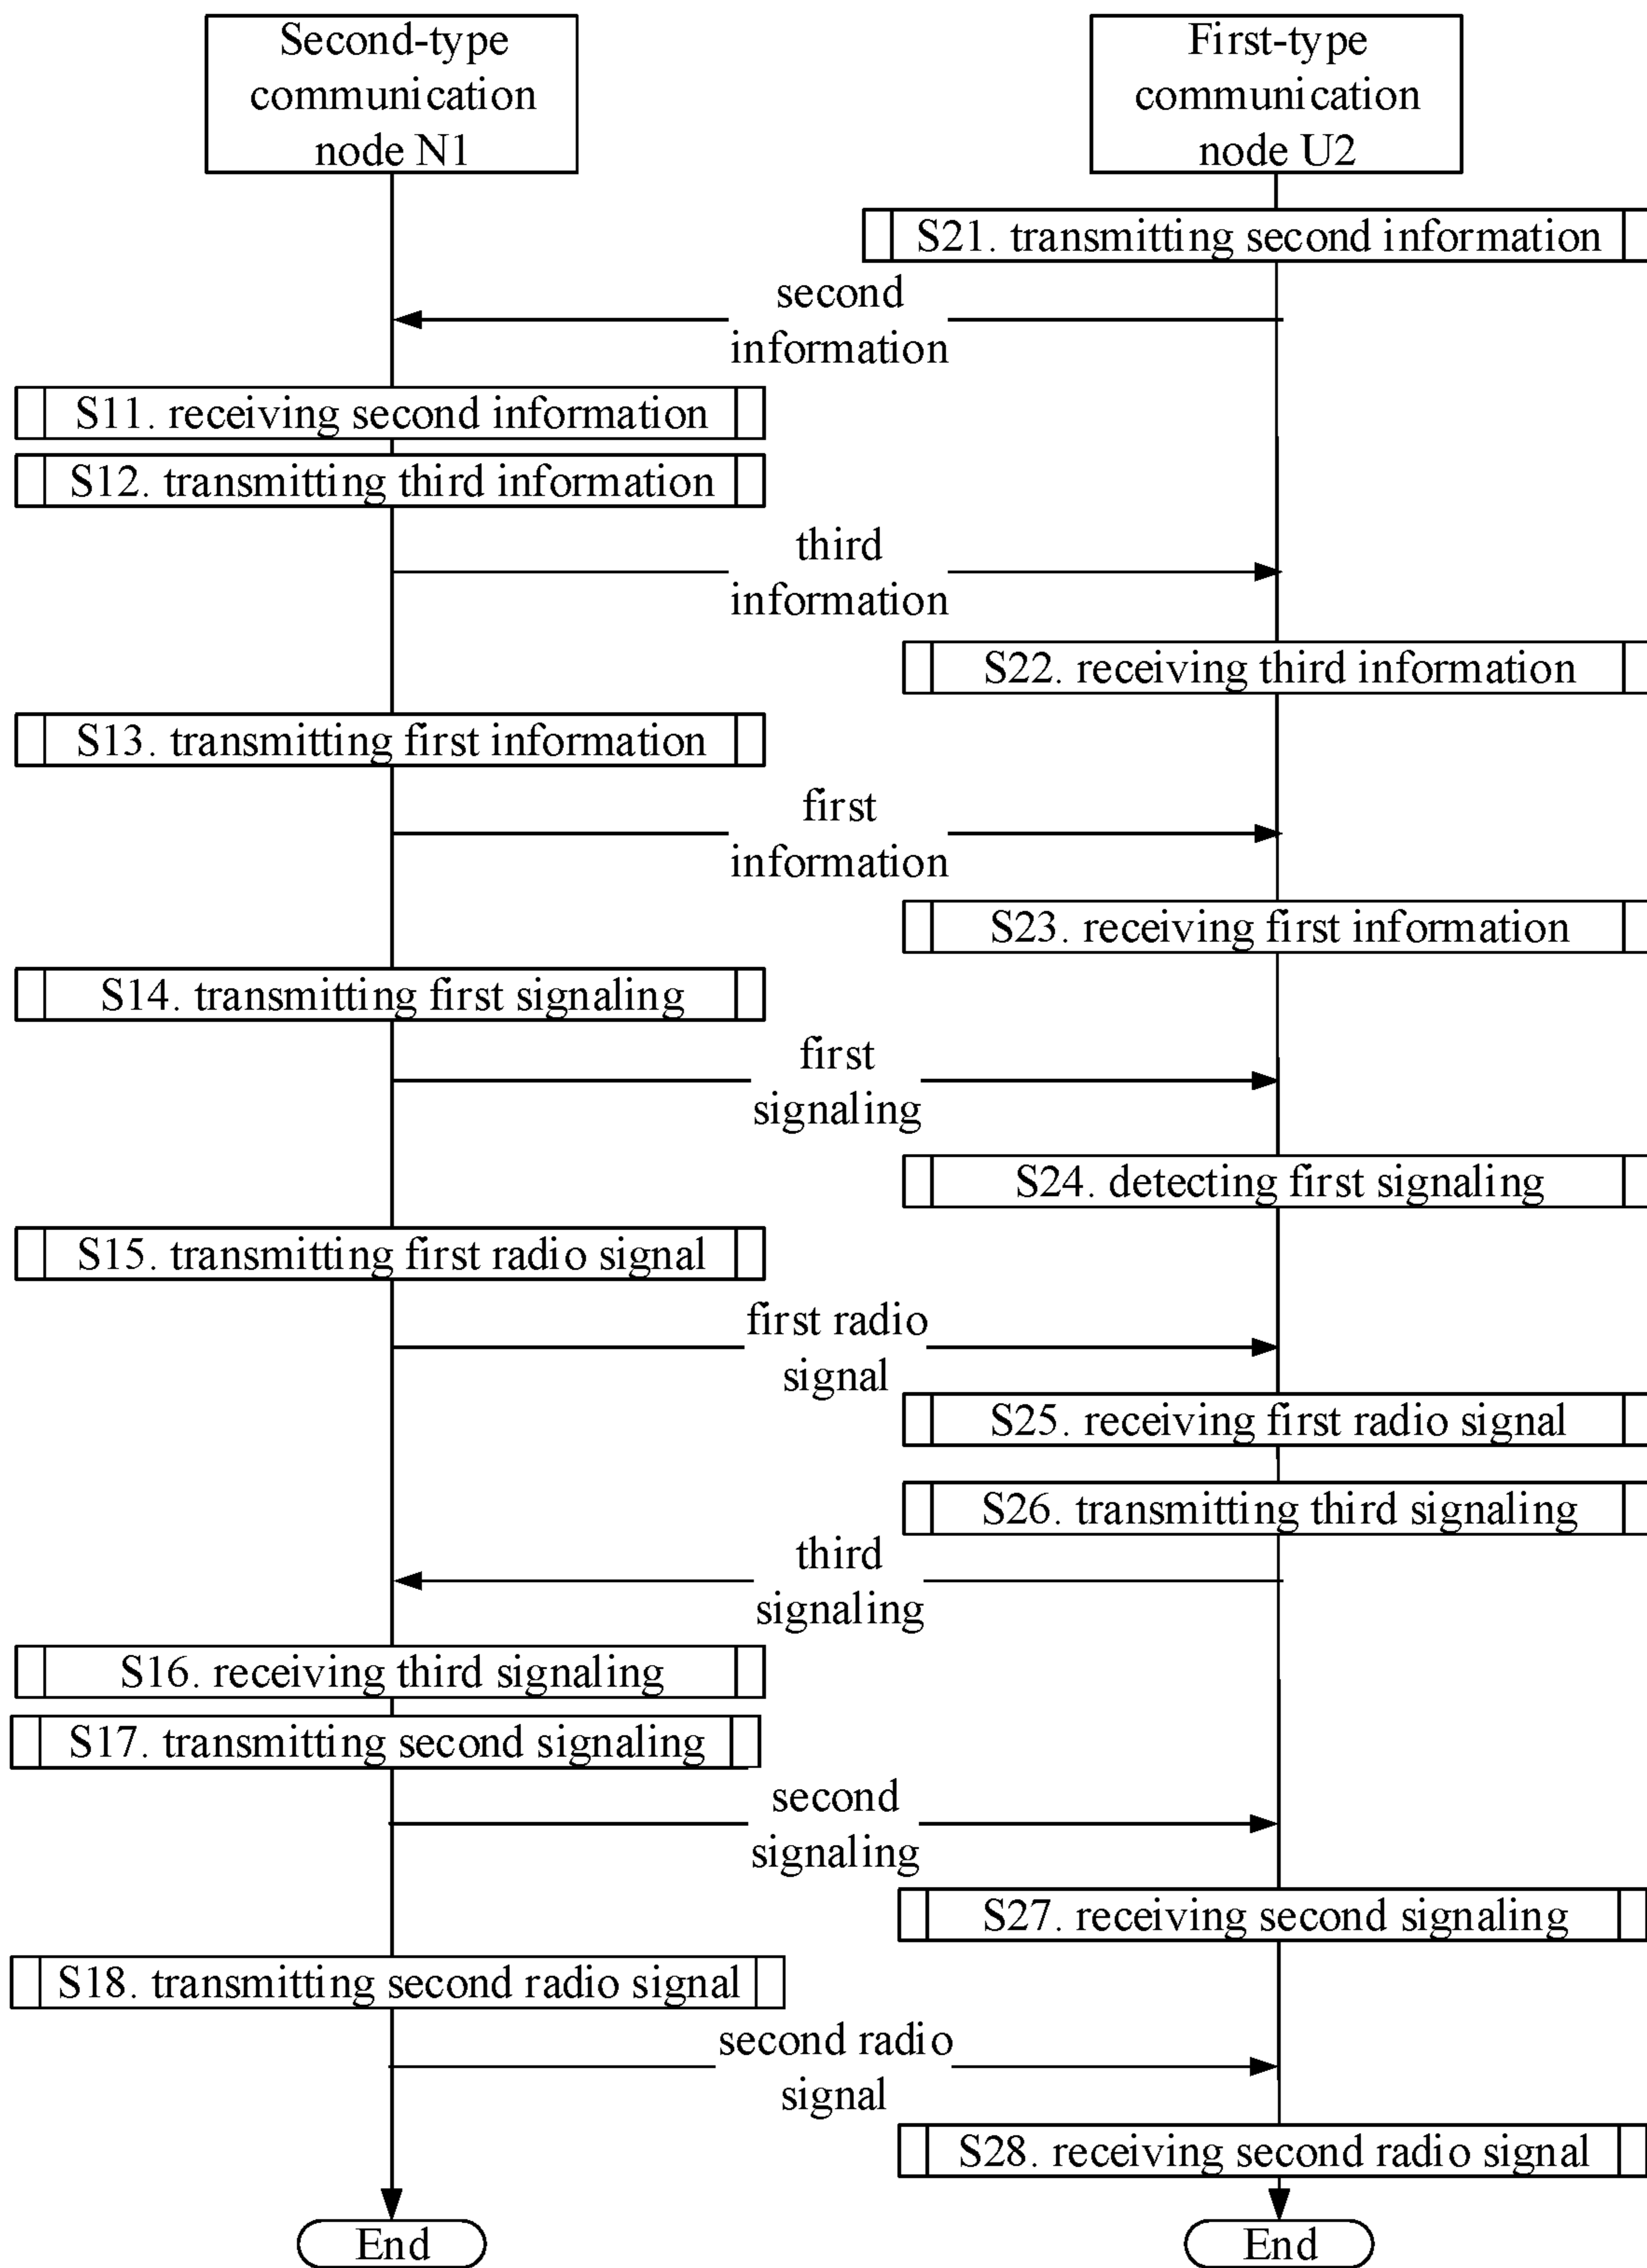 Second-type
communication
node N1
First-type
communication
node U2
S21. transmitting second information
second
information
S11. receiving second information
S12. transmitting third information
third
information
S22. receiving third information
S13. transmitting first information
first
information
S23. receiving first information
S14. transmitting first signaling
first
signaling
S24. detecting first signaling
S15. transmitting first radio signal
first radio
signal
S25. receiving first radio signal
S26. transmitting third signaling
third
signaling
S16. receiving third signaling
S17. transmitting second signaling
second
signaling
S27. receiving second signaling
S18. transmitting second radio signal
second radio
signal
S28. receiving second radio signal
End
End